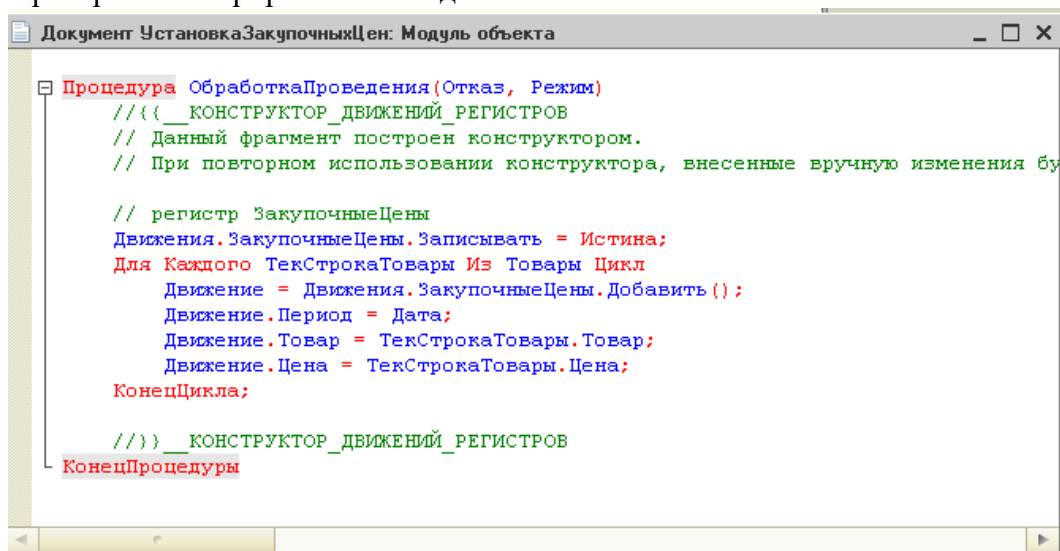 Документ УстановкаЗакупочныхЦен: Модуль объекта
Процедура ОбработкаПроведения(Отказ, Режим)
//{{__КОНСТРУКТОР_ДВИЖЕНИЙ_РЕГИСТРОВ
// Данный фрагмент построен конструктором.
// При повторном использовании конструктора, внесенные вручную изменения бу
// регистр ЗакупочныеЦены
Движения.ЗакупочныеЦены.Записывать = Истина;
Для Каждого ТекСтрокаТовары Из Товары Цикл
Движение = Движения.ЗакупочныеЦены.Добавить();
Движение.Период = Дата;
Движение.Товар = ТекСтрокаТовары.Товар;
Движение.Цена = ТекСтрокаТовары.Цена;
КонецЦикла;
//}}__КОНСТРУКТОР_ДВИЖЕНИЙ_РЕГИСТРОВ
КонецПроцедуры